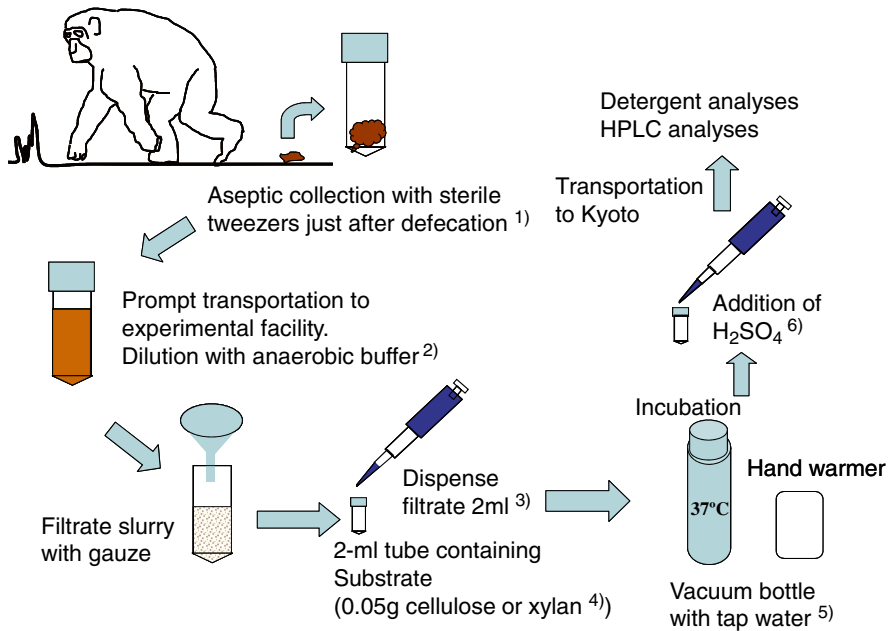 Aseptic collection with sterile
tweezers just after defecation 1)
Prompt transportation to
experimental facility.
Dilution with anaerobic buffer 2)
Filtrate slurry
with gauze
Dispense
filtrate 2ml 3)
2-ml tube containing
Substrate
(0.05g cellulose or xylan 4))
Incubation
37ºC
Hand warmer
Vacuum bottle
with tap water 5)
Addition of
H2SO4 6)
Transportation
to Kyoto
Detergent analyses
HPLC analyses